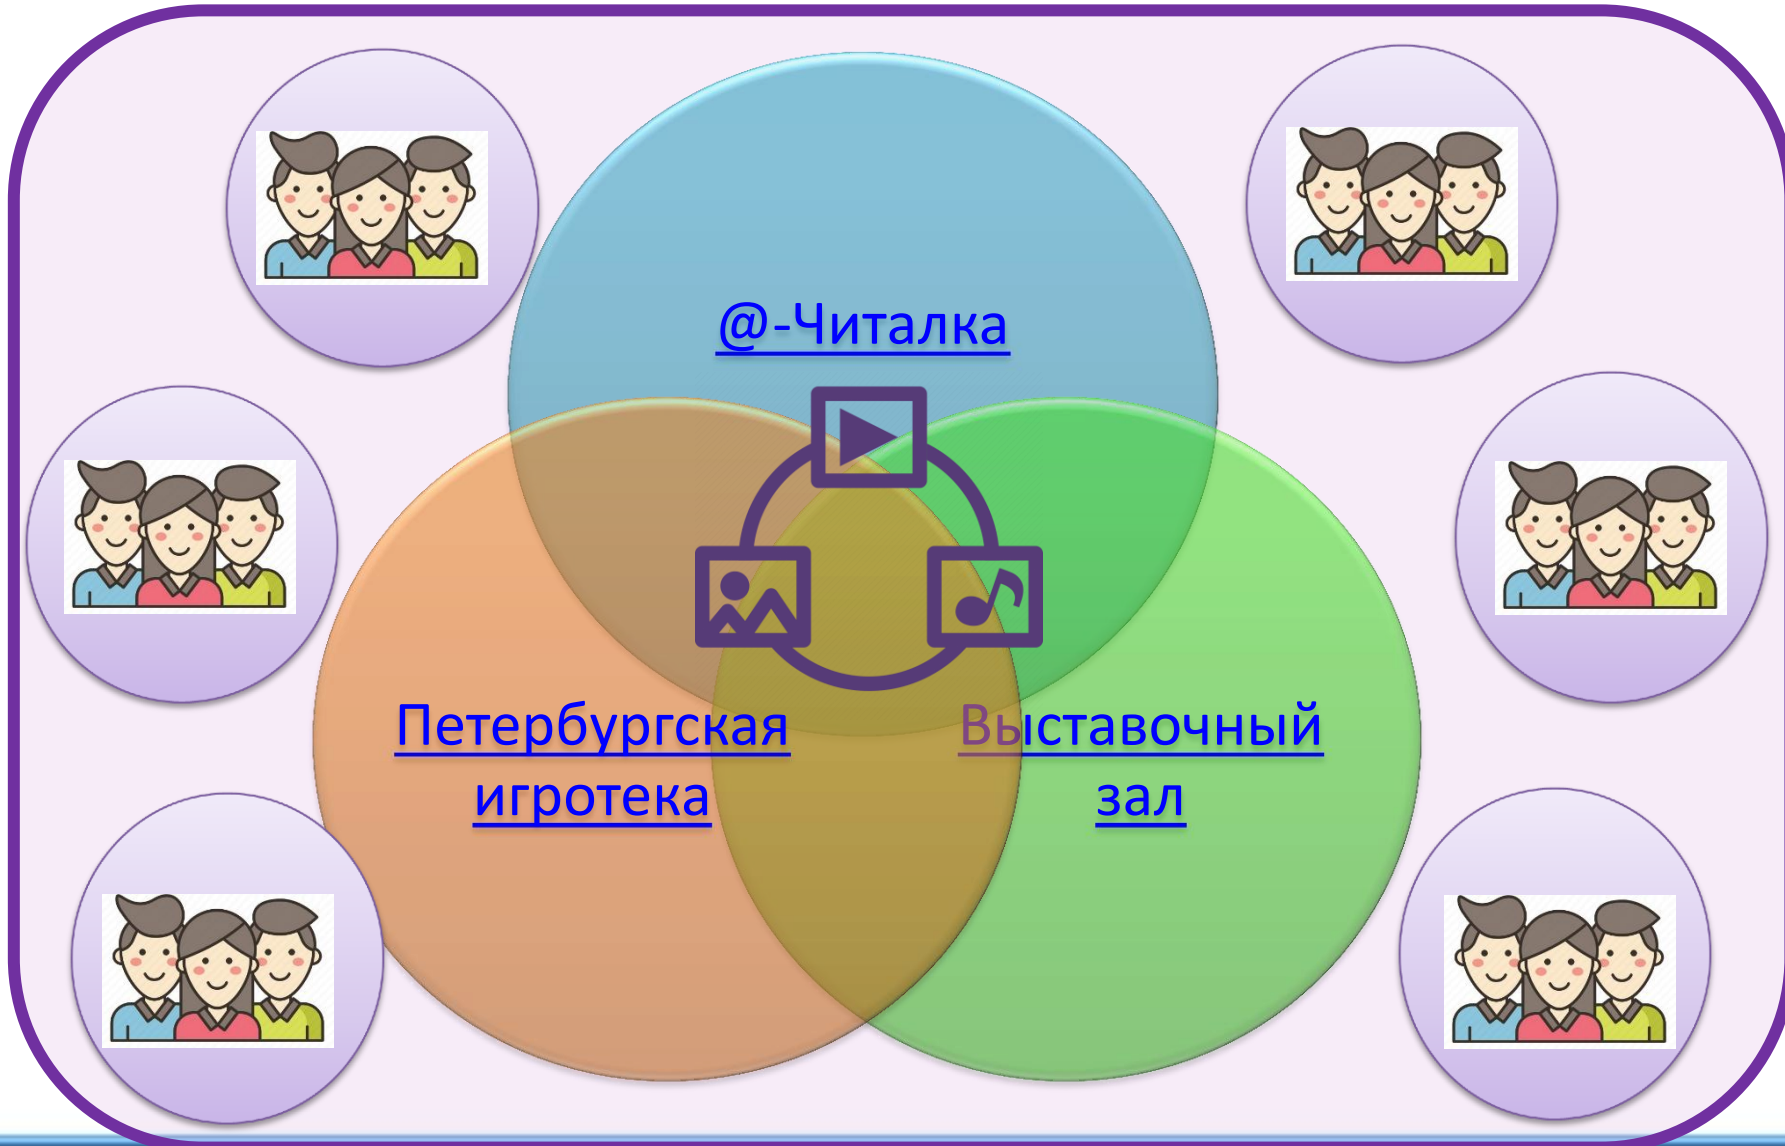 @-Читалка
Петербургская
игротека
Выставочный
зал